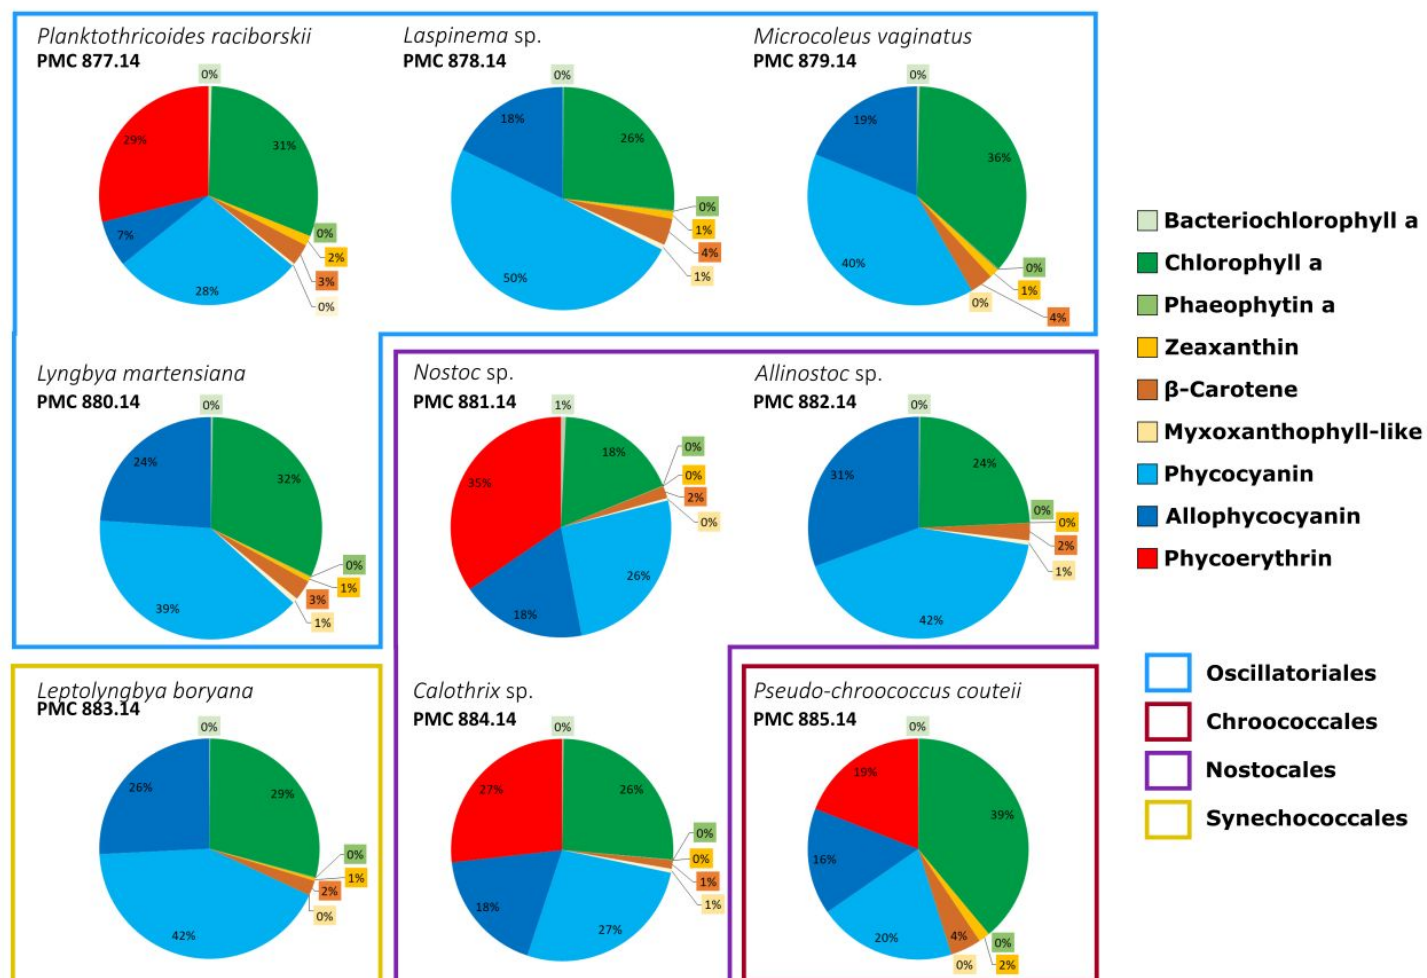 Planktothricoides raciborskii
PMC 877.14
0%
31%
0%
2%
3%
0%
28%
7%
29%
Laspinema sp.
PMC 878.14
0%
26%
0%
1%
4%
1%
50%
18%
Microcoleus vaginatus
PMC 879.14
0%
36%
0%
1%
4%
0%
40%
19%
Lyngbya martensiana
PMC 880.14
0%
32%
0%
1%
3%
1%
39%
24%
Nostoc sp.
PMC 881.14
1%
18%
0%
0%
2%
0%
26%
18%
35%
Allinostoc sp.
PMC 882.14
0%
24%
0%
0%
2%
1%
42%
31%
Leptolyngbya boryana
PMC 883.14
0%
29%
0%
1%
2%
0%
42%
26%
Calothrix sp.
PMC 884.14
0%
26%
0%
0%
1%
1%
27%
18%
27%
Pseudo-chroococcus couteii
PMC 885.14
0%
39%
0%
2%
4%
0%
20%
16%
19%
Bacteriochlorophyll a
Chlorophyll a
Phaeophytin a
Zeaxanthin
β-Carotene
Myxoxanthophyll-like
Phycocyanin
Allophycocyanin
Phycoerythrin
Oscillatoriales
Chroococcales
Nostocales
Synechococcales